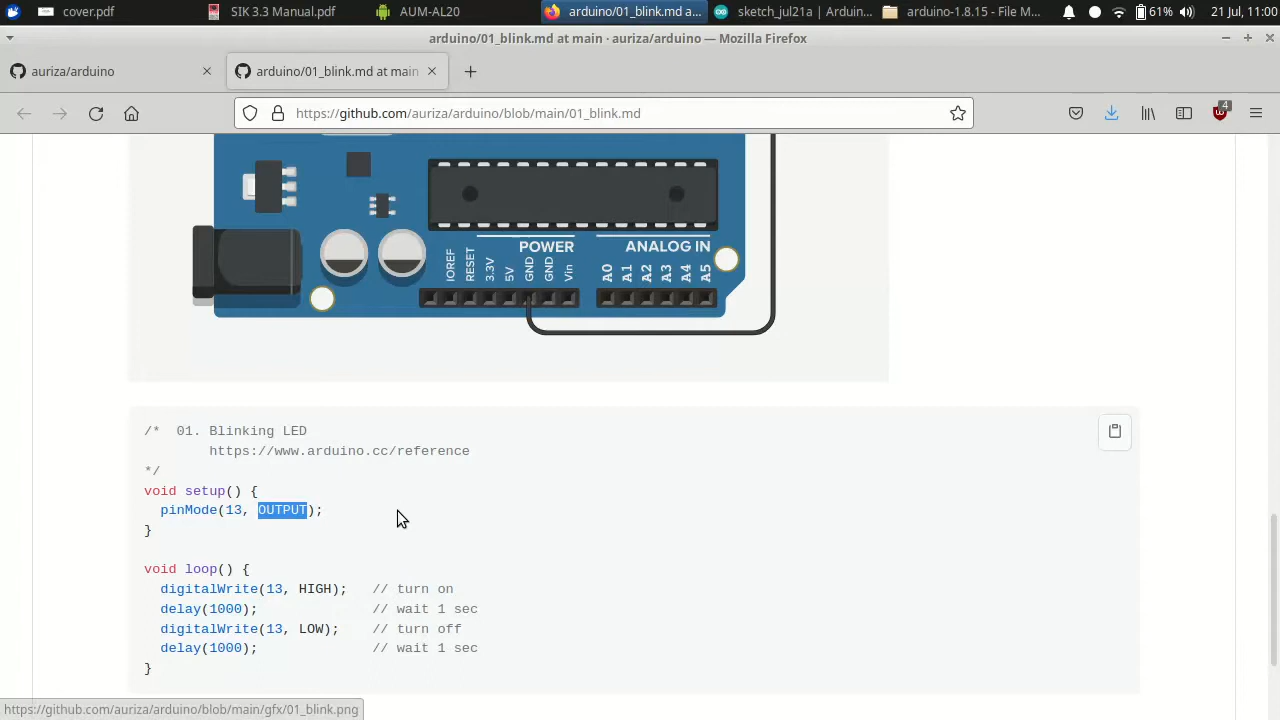 cover.pdf
SIK 3.3 Manual.pdf
AUM-AL20
arduino/01_blink.md a...
sketch_jul21a | Arduin...
arduino-1.8.15 - File M...
61%
21 Jul, 11:00
arduino/01_blink.md at main · auriza/arduino — Mozilla Firefox
auriza/arduino
arduino/01_blink.md at main
https://github.com/auriza/arduino/blob/main/01_blink.md
4
POWER
ANALOG IN
IOREF
RESET
3.3V
5V
GND
GND
Vin
A0
A1
A2
A3
A4
A5
/*  01. Blinking LED
        https://www.arduino.cc/reference
*/
void setup() {
  pinMode(13, OUTPUT);
}
void loop() {
  digitalWrite(13, HIGH);   // turn on
  delay(1000);              // wait 1 sec
  digitalWrite(13, LOW);    // turn off
  delay(1000);              // wait 1 sec
}
https://github.com/auriza/arduino/blob/main/gfx/01_blink.png